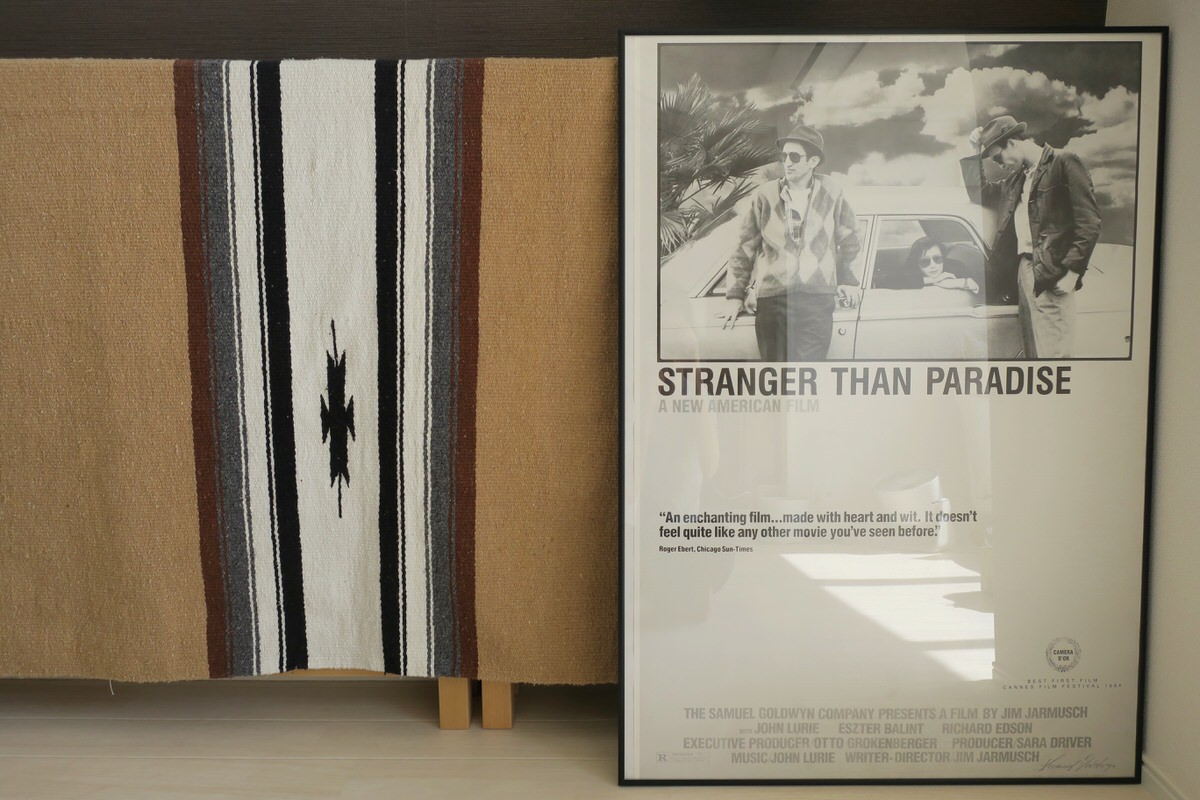 STRANGER THAN PARADISE
A NEW AMERICAN FILM
“An enchanting film...made with heart and wit. It doesn't
feel quite like any other movie you've seen before.”
Roger Ebert, Chicago Sun-Times
CAMERA
D'OR
BEST FIRST FILM
CANNES FILM FESTIVAL 1984
THE SAMUEL GOLDWYN COMPANY PRESENTS A FILM BY JIM JARMUSCH
WITH JOHN LURIE ESZTER BALINT RICHARD EDSON
EXECUTIVE PRODUCER/OTTO GROKENBERGER PRODUCER/SARA DRIVER
MUSIC/JOHN LURIE WRITER-DIRECTOR/JIM JARMUSCH
R